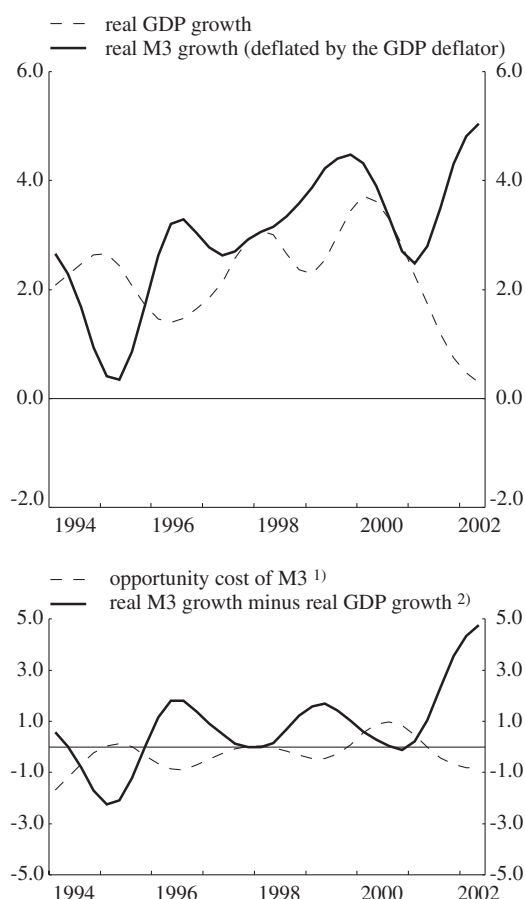 real GDP growth
real M3 growth (deflated by the GDP deflator)
6.0 6.0
4.0 4.0
2.0 2.0
0.0 0.0
-2.0 -2.0
1994 1996 1998 2000 2002
opportunity cost of M3 1)
real M3 growth minus real GDP growth 2)
5.0 5.0
3.0 3.0
1.0 1.0
-1.0 -1.0
-3.0 -3.0
-5.0 -5.0
1994 1996 1998 2000 2002